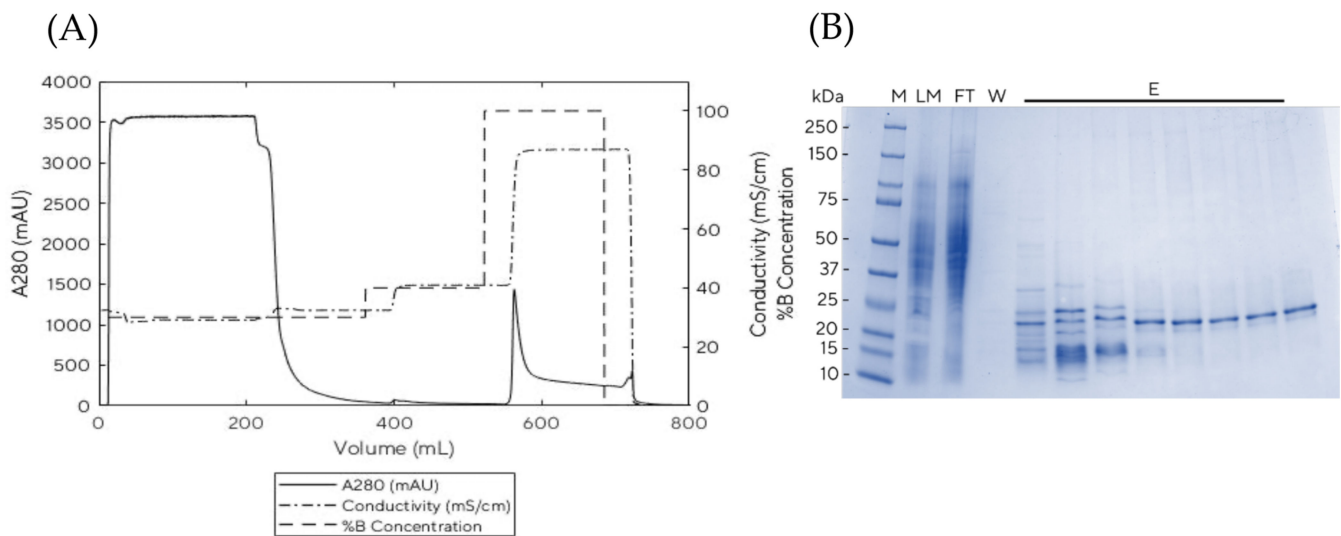 (A)
4000
3500
3000
2500
2000
1500
1000
500
0
A280 (mAU)
0
200
400
600
800
Volume (mL)
100
80
60
40
20
0
Conductivity (mS/cm)
%B Concentration
A280 (mAU)
Conductivity (mS/cm)
%B Concentration
(B)
kDa M LM FT W E
250 -
150 -
75 -
50 -
37 -
25 -
20 -
15 -
10 -